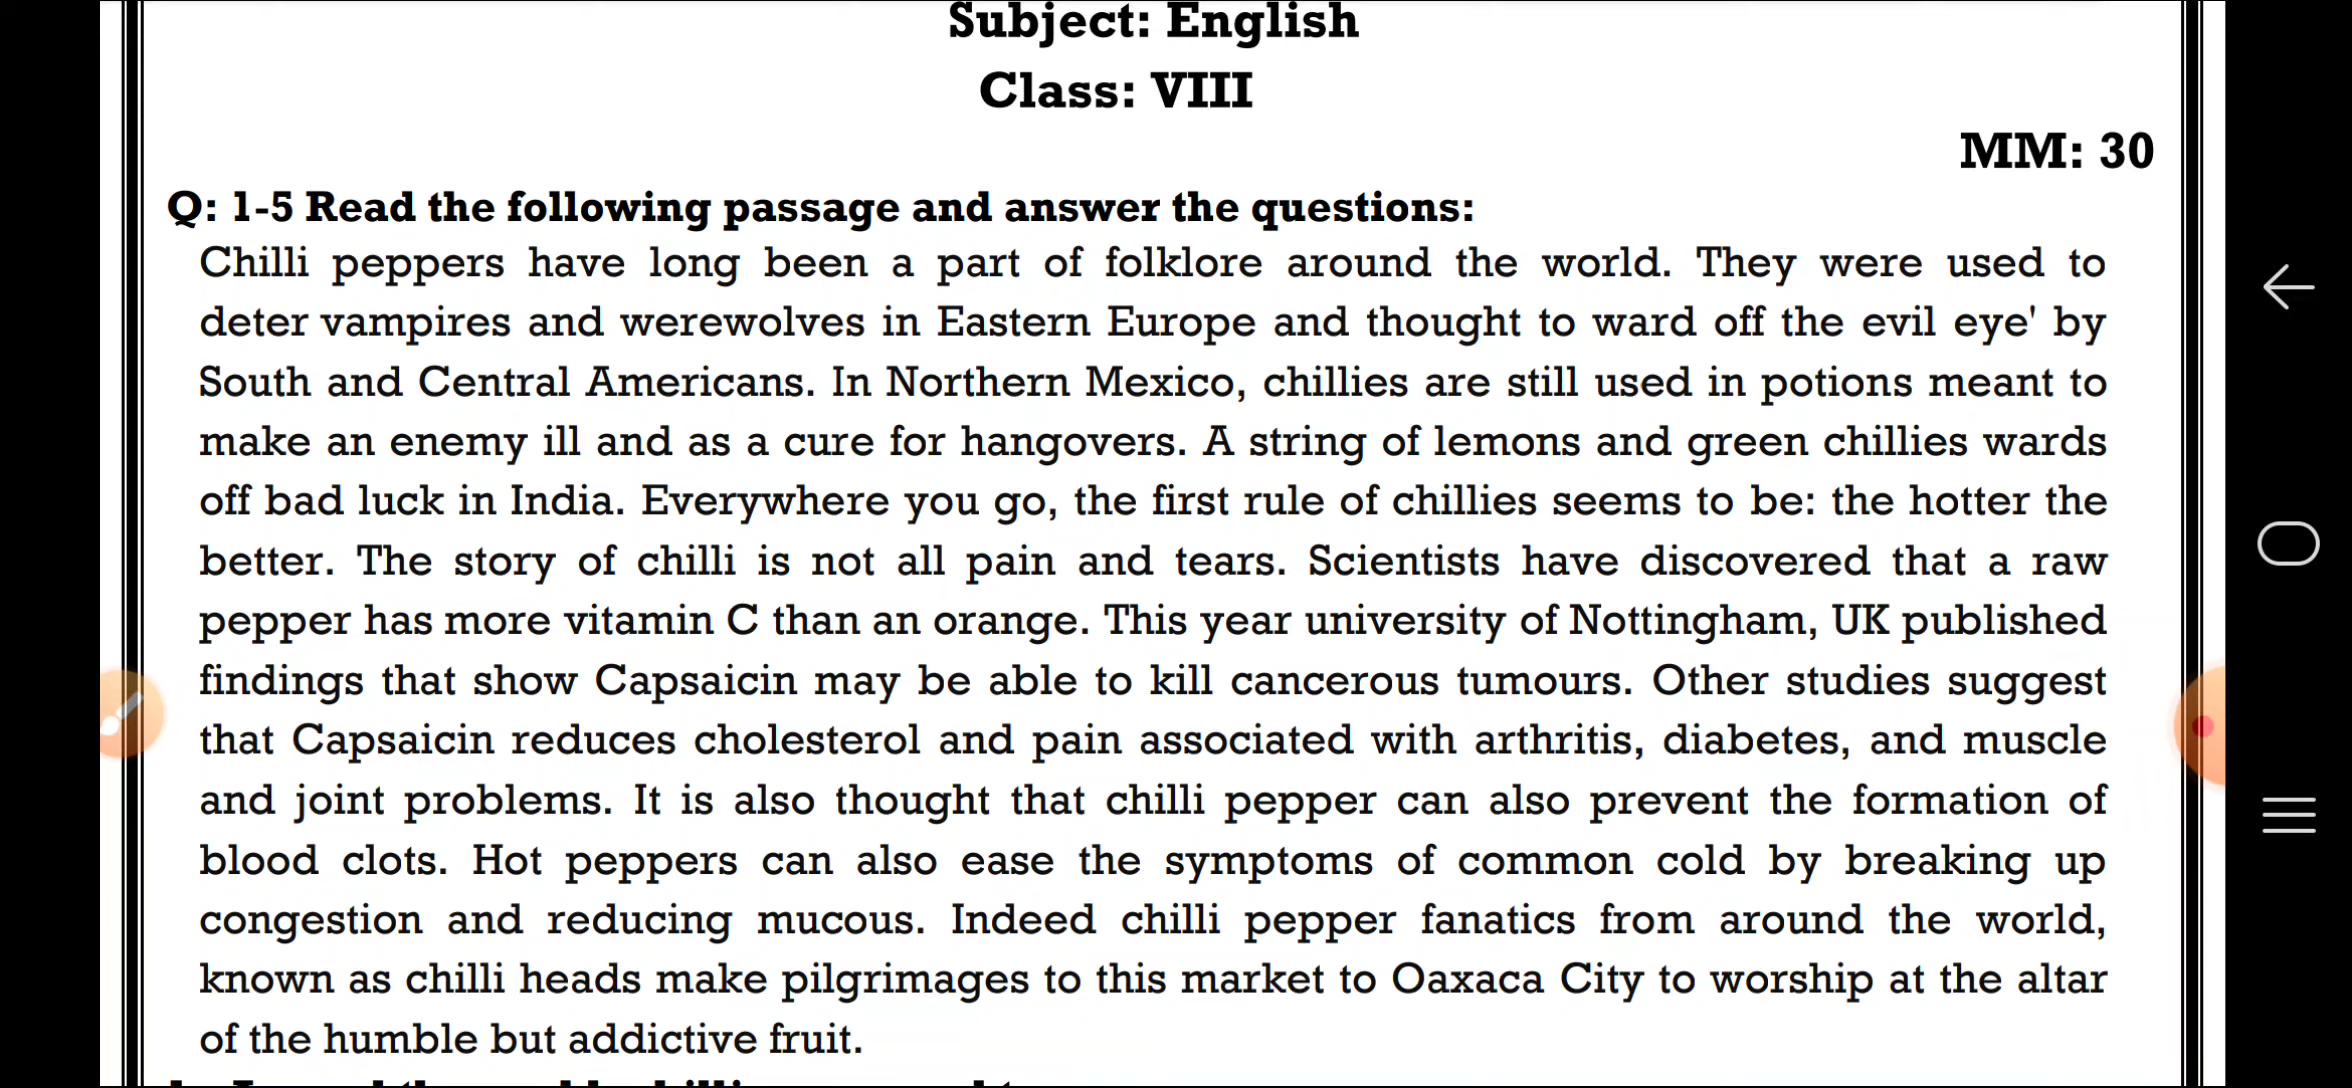 Subject: English
Class: VIII
MM: 30
Q: 1-5 Read the following passage and answer the questions:
Chilli peppers have long been a part of folklore around the world. They were used to
deter vampires and werewolves in Eastern Europe and thought to ward off the evil eye' by
South and Central Americans. In Northern Mexico, chillies are still used in potions meant to
make an enemy ill and as a cure for hangovers. A string of lemons and green chillies wards
off bad luck in India. Everywhere you go, the first rule of chillies seems to be: the hotter the
better. The story of chilli is not all pain and tears. Scientists have discovered that a raw
pepper has more vitamin C than an orange. This year university of Nottingham, UK published
findings that show Capsaicin may be able to kill cancerous tumours. Other studies suggest
that Capsaicin reduces cholesterol and pain associated with arthritis, diabetes, and muscle
and joint problems. It is also thought that chilli pepper can also prevent the formation of
blood clots. Hot peppers can also ease the symptoms of common cold by breaking up
congestion and reducing mucous. Indeed chilli pepper fanatics from around the world,
known as chilli heads make pilgrimages to this market to Oaxaca City to worship at the altar
of the humble but addictive fruit.